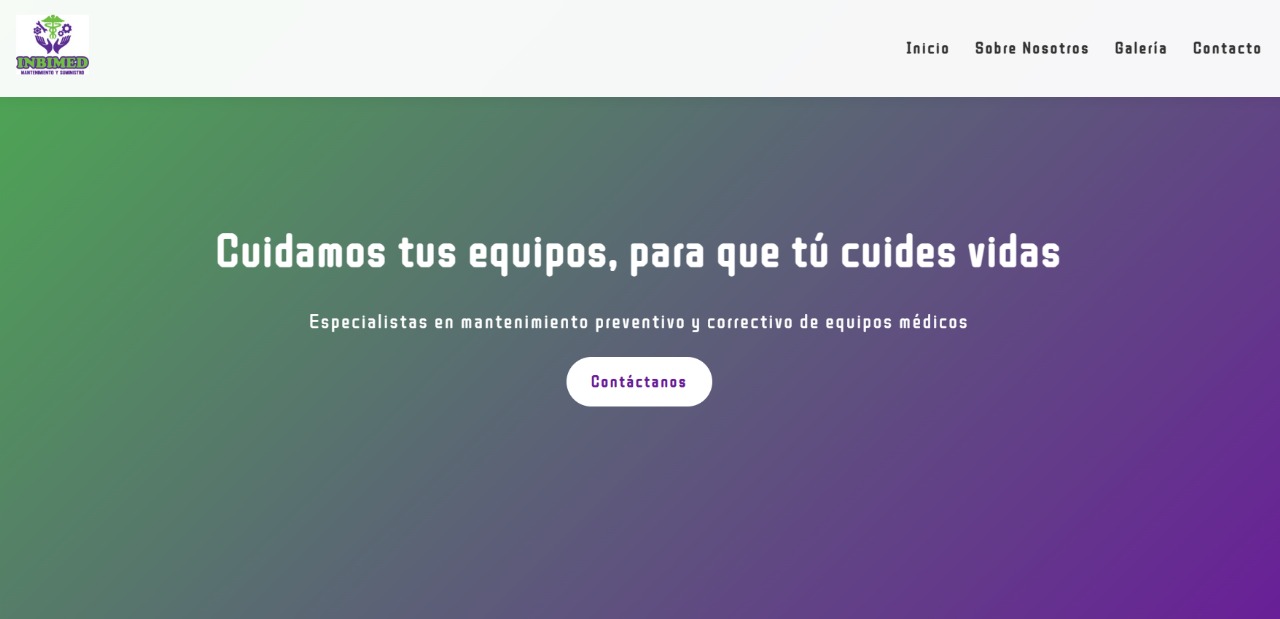 INBIMED
MANTENIMIENTO Y SUMINISTRO
Inicio
Sobre Nosotros
Galería
Contacto
Cuidamos tus equipos, para que tú cuides vidas
Especialistas en mantenimiento preventivo y correctivo de equipos médicos
Contáctanos